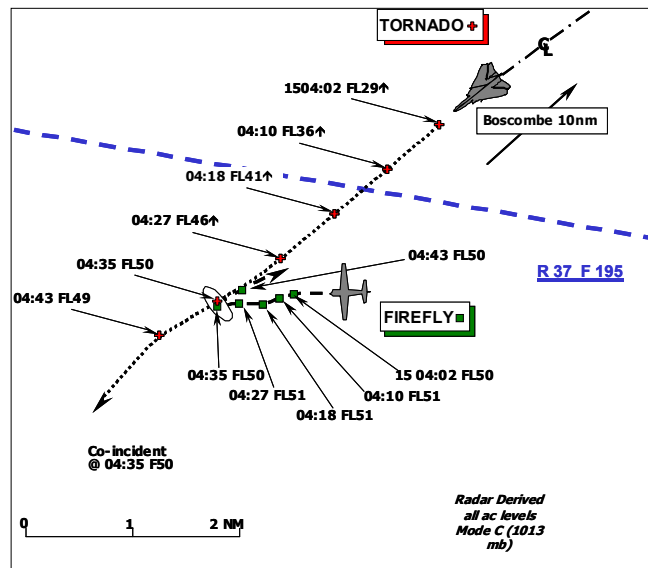 TORNADO
CL
1504:02 FL29↑
Boscombe 10nm
04:10 FL36↑
04:18 FL41↑
04:27 FL46↑
04:43 FL50
04:35 FL50
R 37 F 195
04:43 FL49
FIREFLY
04:35 FL50
15 04:02 FL50
04:27 FL51
04:10 FL51
04:18 FL51
Co-incident
@ 04:35 F50
Radar Derived
all ac levels
Mode C (1013
mb)
0 1 2 NM